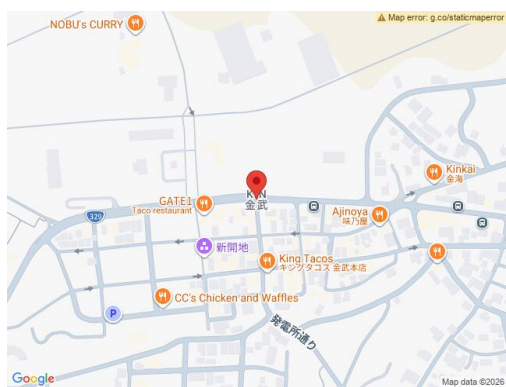 Map error: g.co/staticmaperror
NOBU's CURRY
Kinkai
金海
KIN
金武
GATE1
Taco restaurant
329
Ajinoya
味乃屋
新開地
King Tacos
キングタコス 金武本店
CC's Chicken and Waffles
P
発電所通り
Google
Map data ©2026